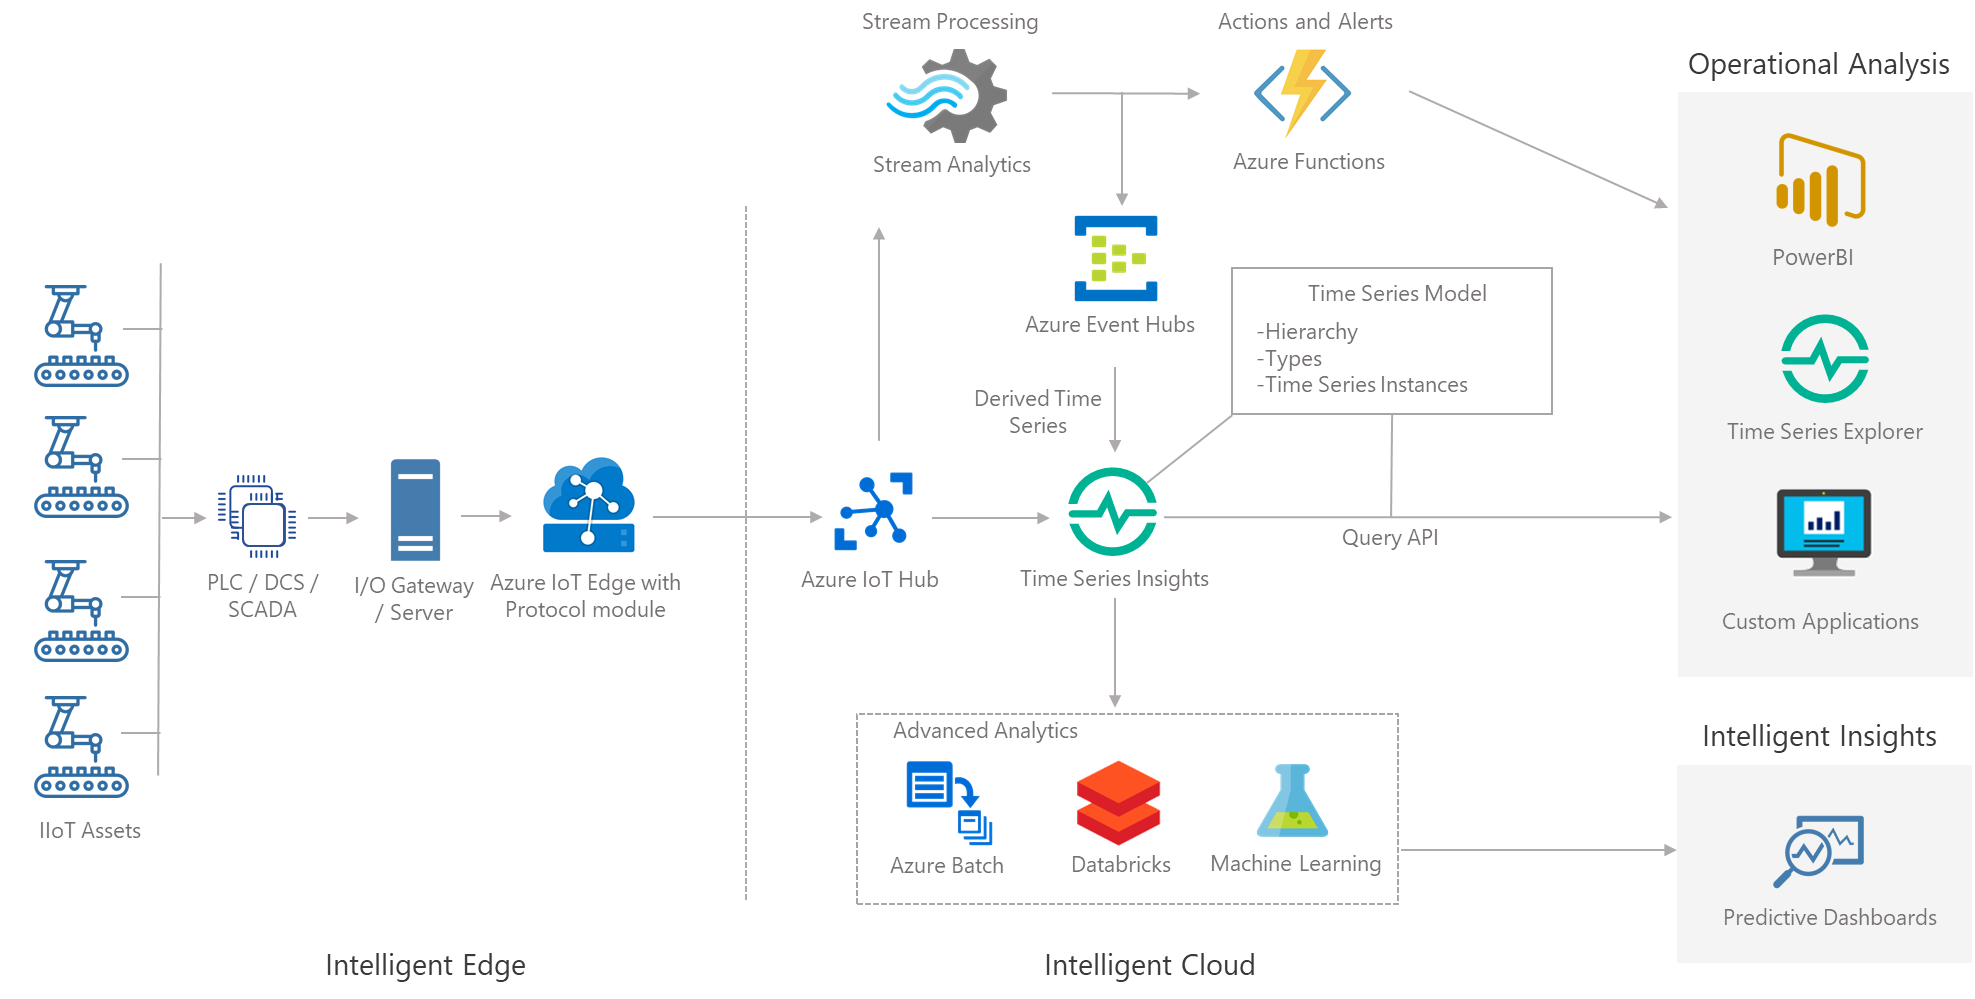 Stream Processing
Actions and Alerts
Operational Analysis
Stream Analytics
Azure Functions
PowerBI
Azure Event Hubs
Time Series Model
-Hierarchy
-Types
-Time Series Instances
Derived Time
Series
Time Series Explorer
Query API
PLC / DCS /
SCADA
I/O Gateway
/ Server
Azure IoT Edge with
Protocol module
Azure IoT Hub
Time Series Insights
Custom Applications
Advanced Analytics
Intelligent Insights
IIoT Assets
Azure Batch
Databricks
Machine Learning
Predictive Dashboards
Intelligent Edge
Intelligent Cloud